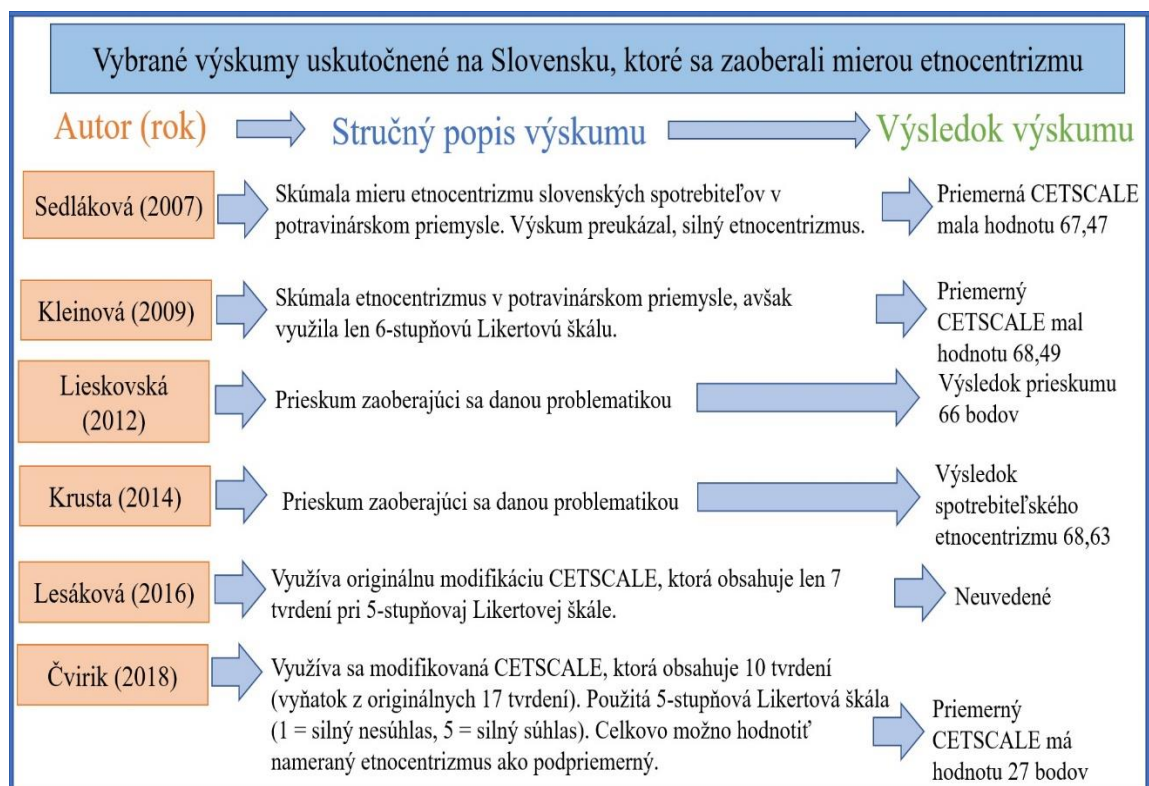 Vybrané výskumy uskutočnené na Slovensku, ktoré sa zaoberali mierou etnocentrizmu
Autor (rok)
Stručný popis výskumu
Výsledok výskumu
Sedláková (2007)
Skúmala mieru etnocentrizmu slovenských spotrebiteľov v
potravinárskom priemysle. Výskum preukázal, silný etnocentrizmus.
Priemerná CETSCALE
mala hodnotu 67,47
Kleinová (2009)
Skúmala etnocentrizmus v potravinárskom priemysle, avšak
využila len 6-stupňovú Likertovú škálu.
Priemerný
CETSCALE mal
hodnotu 68,49
Lieskovská
(2012)
Prieskum zaoberajúci sa danou problematikou
Výsledok prieskumu
66 bodov
Krusta (2014)
Prieskum zaoberajúci sa danou problematikou
Výsledok
spotrebiteľského
etnocentrizmu 68,63
Lesáková (2016)
Využíva originálnu modifikáciu CETSCALE, ktorá obsahuje len 7
tvrdení pri 5-stupňovaj Likertovej škále.
Neuvedené
Čvirik (2018)
Využíva sa modifikovaná CETSCALE, ktorá obsahuje 10 tvrdení
(vyňatok z originálnych 17 tvrdení). Použitá 5-stupňová Likertová škála
(1 = silný nesúhlas, 5 = silný súhlas). Celkovo možno hodnotiť
nameraný etnocentrizmus ako podpriemerný.
Priemerný
CETSCALE má
hodnotu 27 bodov